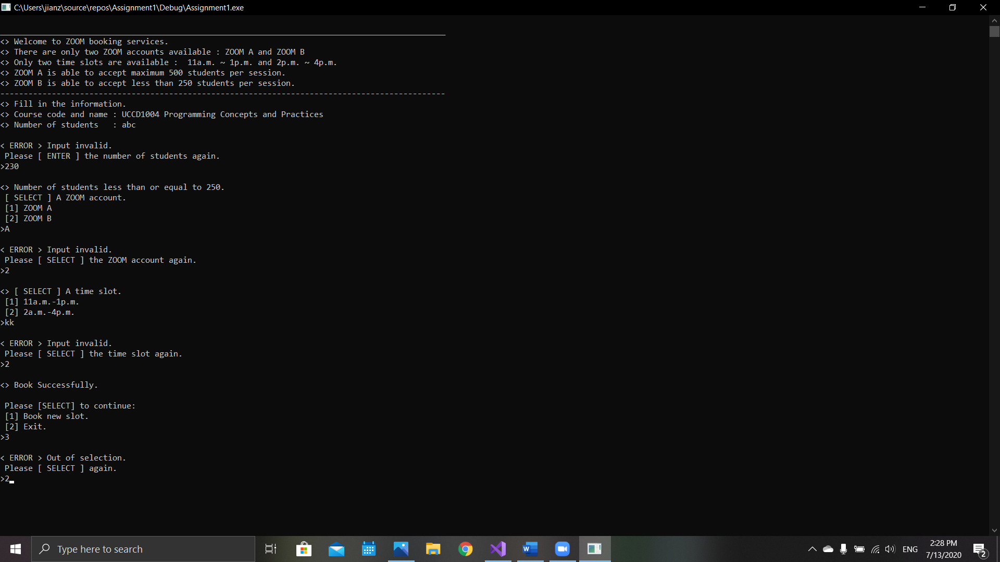 C:\Users\jianz\source\repos\Assignment1\Debug\Assignment1.exe
<> Welcome to ZOOM booking services.
<> There are only two ZOOM accounts available : ZOOM A and ZOOM B
<> Only two time slots are available :  11a.m. ~ 1p.m. and 2p.m. ~ 4p.m.
<> ZOOM A is able to accept maximum 500 students per session.
<> ZOOM B is able to accept less than 250 students per session.
-----------------------------------------------------------------------------------------------
<> Fill in the information.
<> Course code and name : UCCD1004 Programming Concepts and Practices
<> Number of students   : abc
< ERROR > Input invalid.
Please [ ENTER ] the number of students again.
>230
<> Number of students less than or equal to 250.
[ SELECT ] A ZOOM account.
[1] ZOOM A
[2] ZOOM B
>A
< ERROR > Input invalid.
Please [ SELECT ] the ZOOM account again.
>2
<> [ SELECT ] A time slot.
[1] 11a.m.-1p.m.
[2] 2a.m.-4p.m.
>kk
< ERROR > Input invalid.
Please [ SELECT ] the time slot again.
>2
<> Book Successfully.
Please [SELECT] to continue:
[1] Book new slot.
[2] Exit.
>3
< ERROR > Out of selection.
Please [ SELECT ] again.
>2
Type here to search
W
ENG
2:28 PM
7/13/2020
2